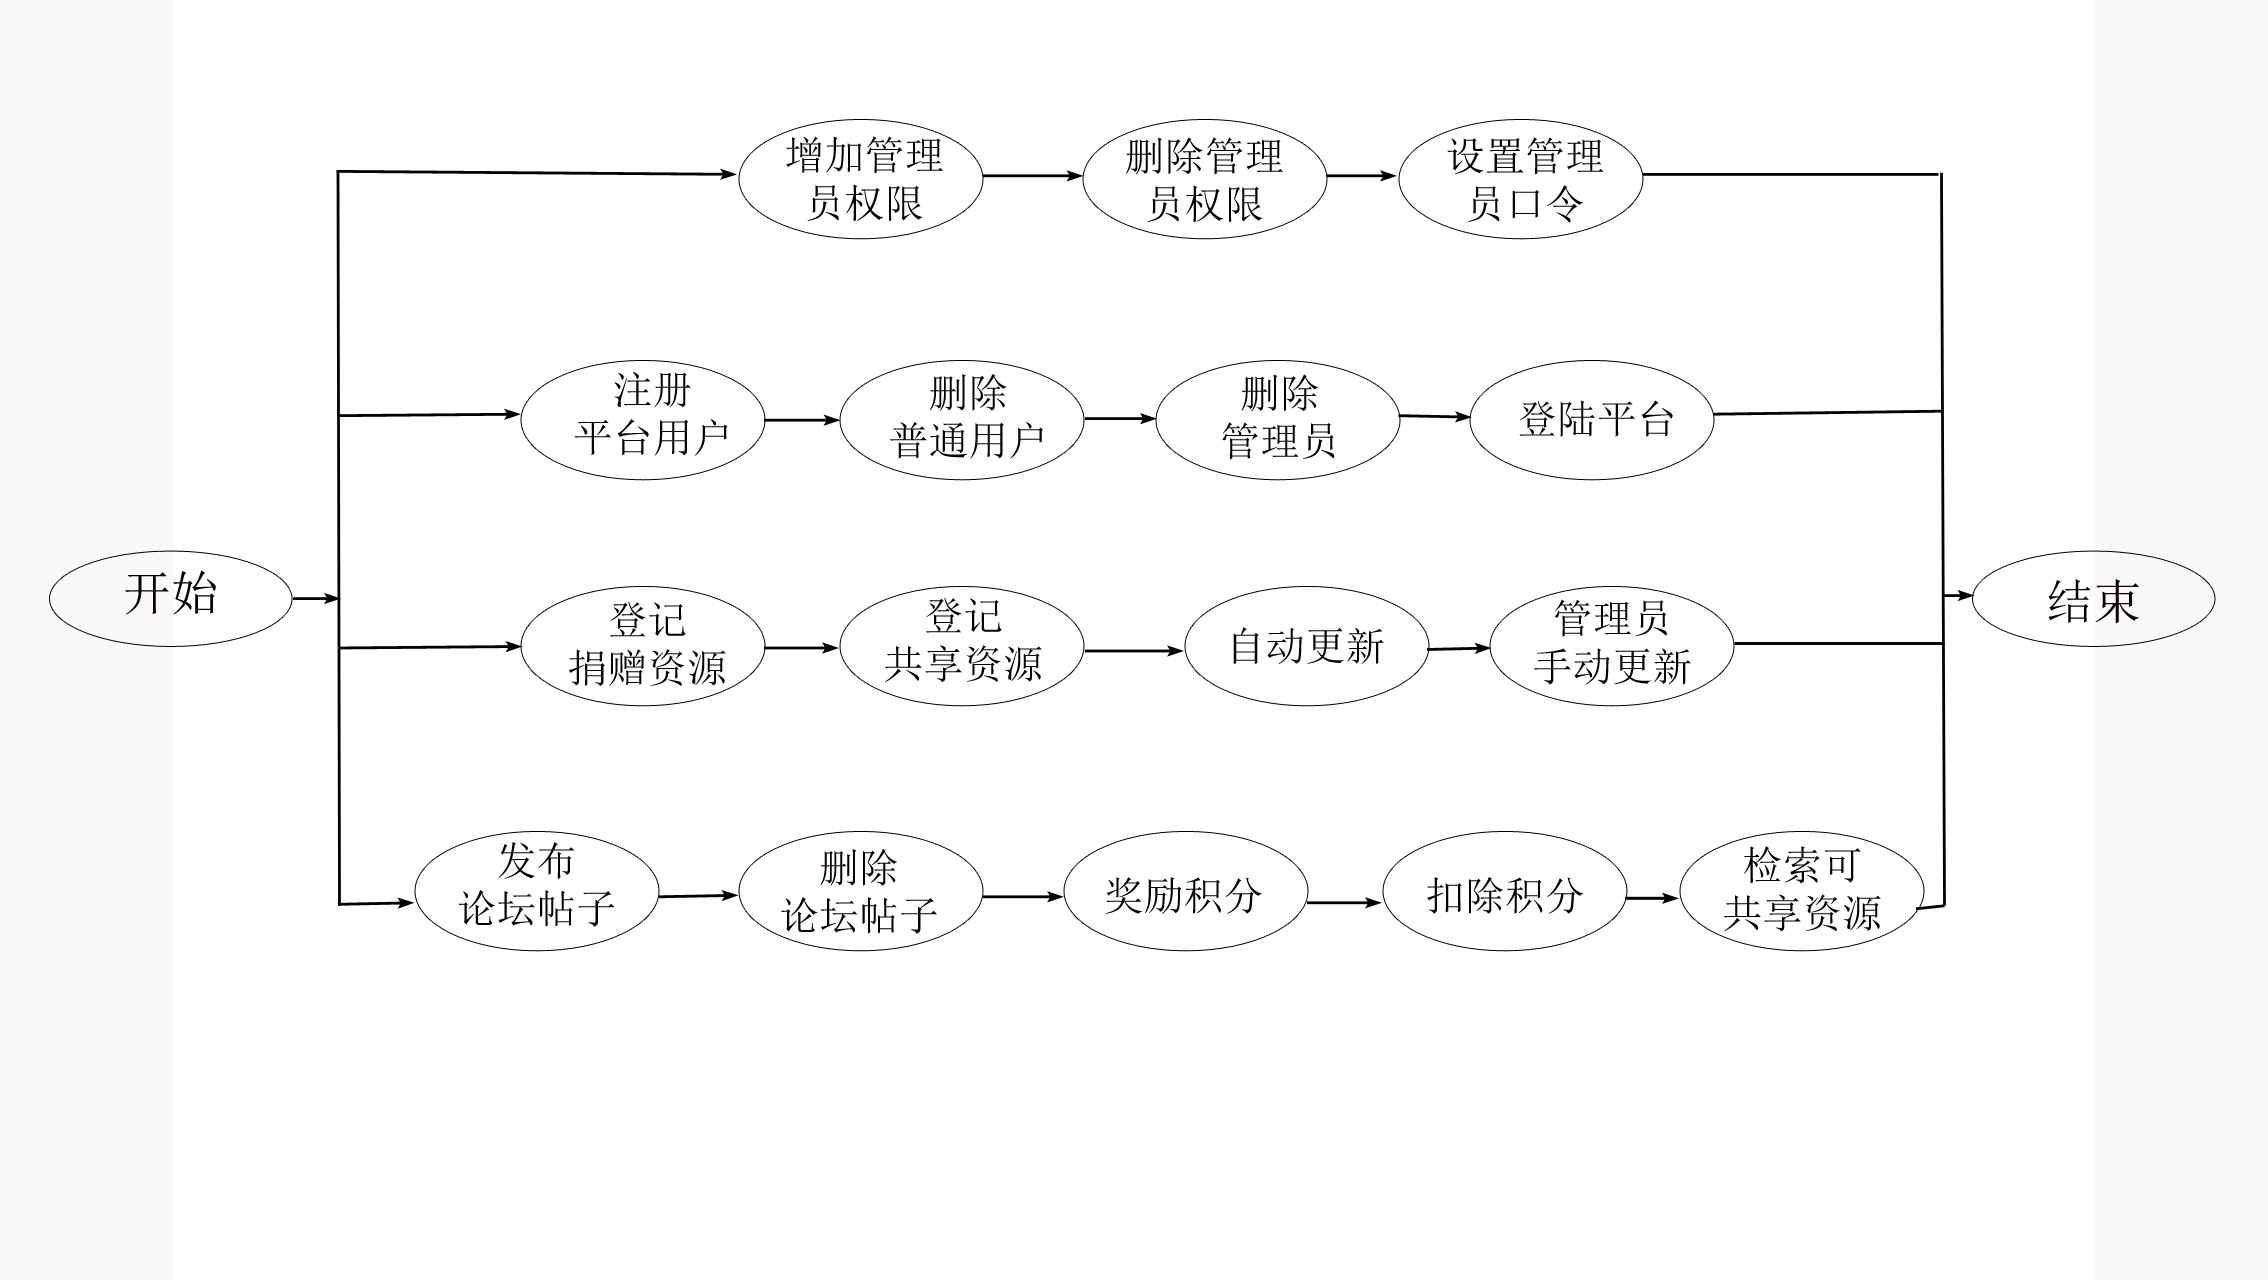 增加管理
员权限
删除管理
员权限
设置管理
员口令
注册
平台用户
删除
普通用户
删除
管理员
登陆平台
开始
登记
捐赠资源
登记
共享资源
自动更新
管理员
手动更新
结束
发布
论坛帖子
删除
论坛帖子
奖励积分
扣除积分
检索可
共享资源